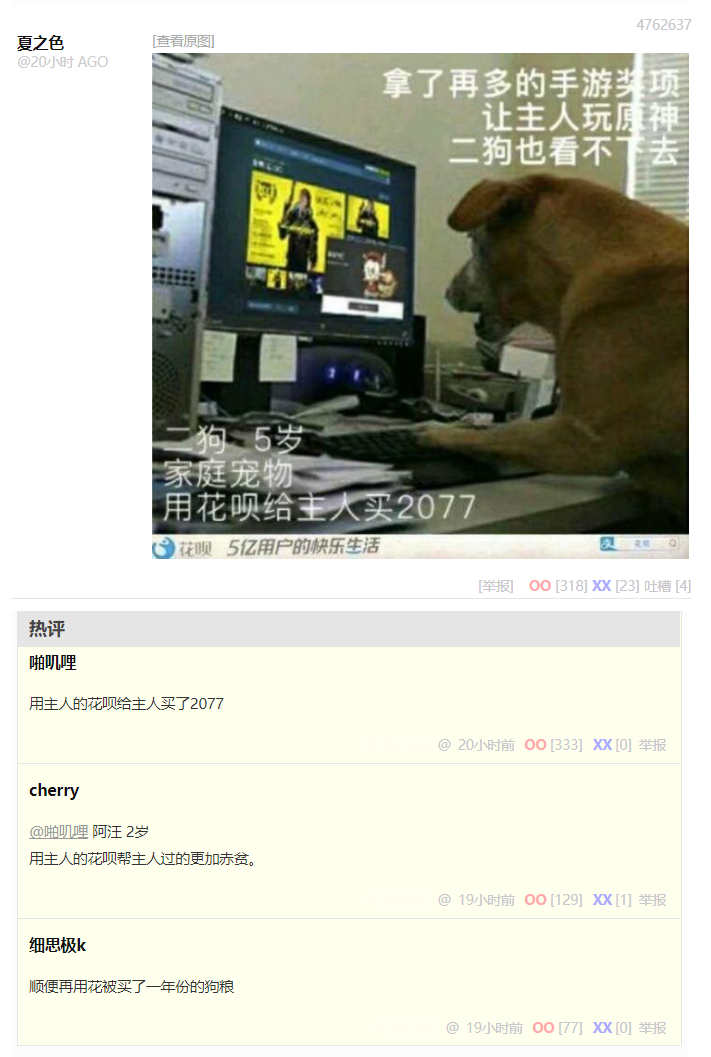 4762637
夏之色
@20小时 AGO
[查看原图]
拿了再多的手游奖项
让主人玩原神
二狗也看不下去
二狗 5岁
家庭宠物
用花呗给主人买2077
花呗 5亿用户的快乐生活
支 花呗
[举报] OO [318] XX [23] 吐槽 [4]
热评
啪叽哩
用主人的花呗给主人买了2077
@ 20小时前 OO [333] XX [0] 举报
cherry
@啪叽哩 阿汪 2岁
用主人的花呗帮主人过的更加赤贫。
@ 19小时前 OO [129] XX [1] 举报
细思极k
顺便再用花被买了一年份的狗粮
@ 19小时前 OO [77] XX [0] 举报